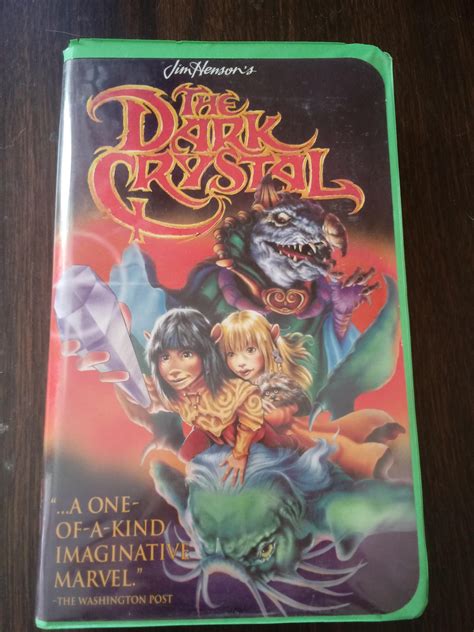 Jim Henson's
THE
DARK
CRYSTAL
"...A ONE-
OF-A-KIND
IMAGINATIVE
MARVEL."
-THE WASHINGTON POST